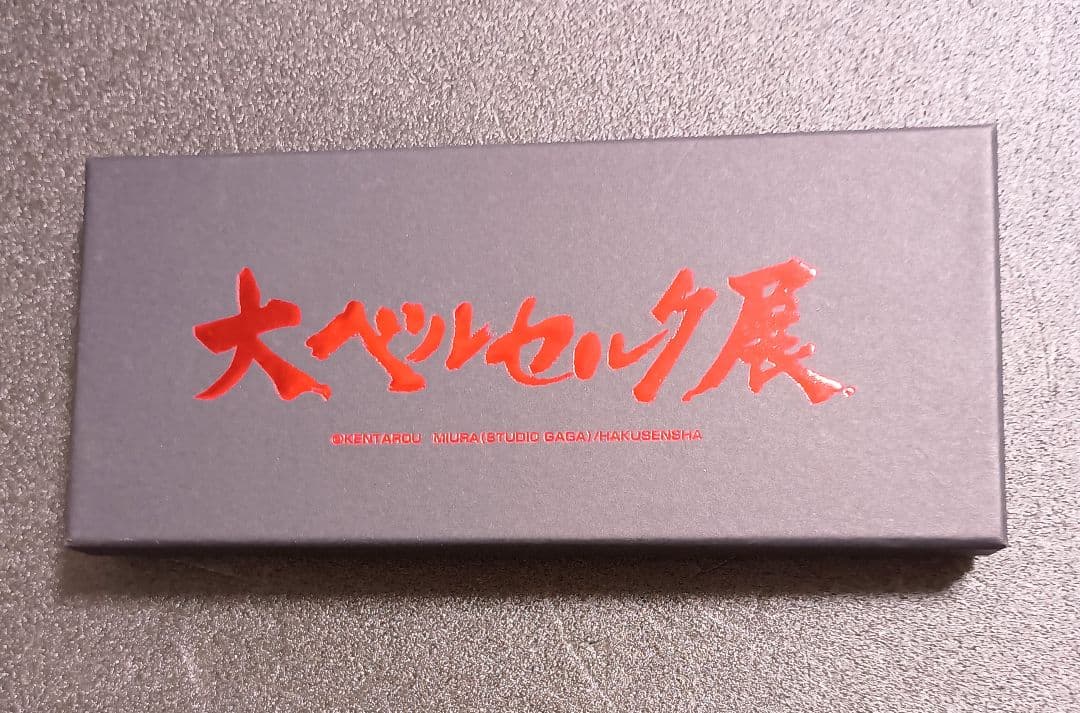 大ベルセルク展
©KENTAROU MIURA(STUDIO GAGA)/HAKUSENSHA